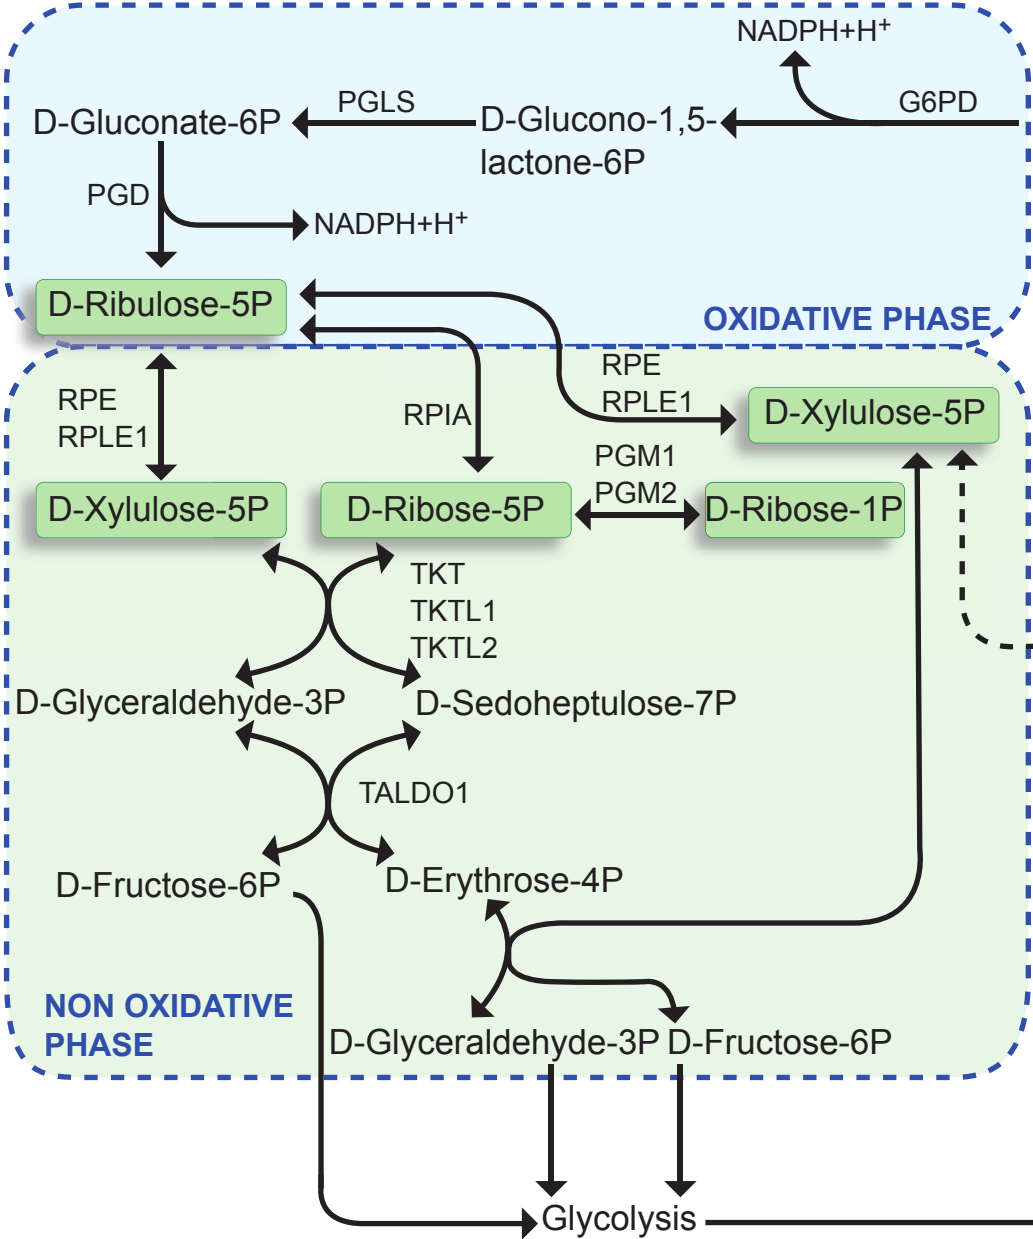 NADPH+H⁺
PGLS
G6PD
D-Gluconate-6P
D-Glucono-1,5-
lactone-6P
PGD
NADPH+H⁺
D-Ribulose-5P
OXIDATIVE PHASE
RPE
RPLE1
RPIA
RPE
RPLE1
D-Xylulose-5P
PGM1
PGM2
D-Xylulose-5P
D-Ribose-5P
D-Ribose-1P
TKT
TKTL1
TKTL2
D-Glyceraldehyde-3P
D-Sedoheptulose-7P
TALDO1
D-Fructose-6P
D-Erythrose-4P
NON OXIDATIVE
PHASE
D-Glyceraldehyde-3P
D-Fructose-6P
Glycolysis